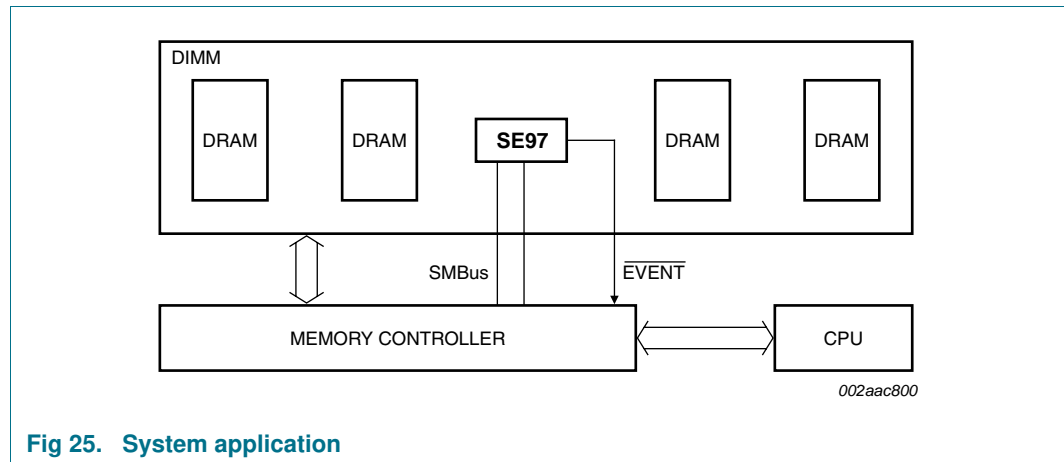 DIMM
DRAM
DRAM
SE97
DRAM
DRAM
SMBus
EVENT
MEMORY CONTROLLER
CPU
002aac800
Fig 25. System application